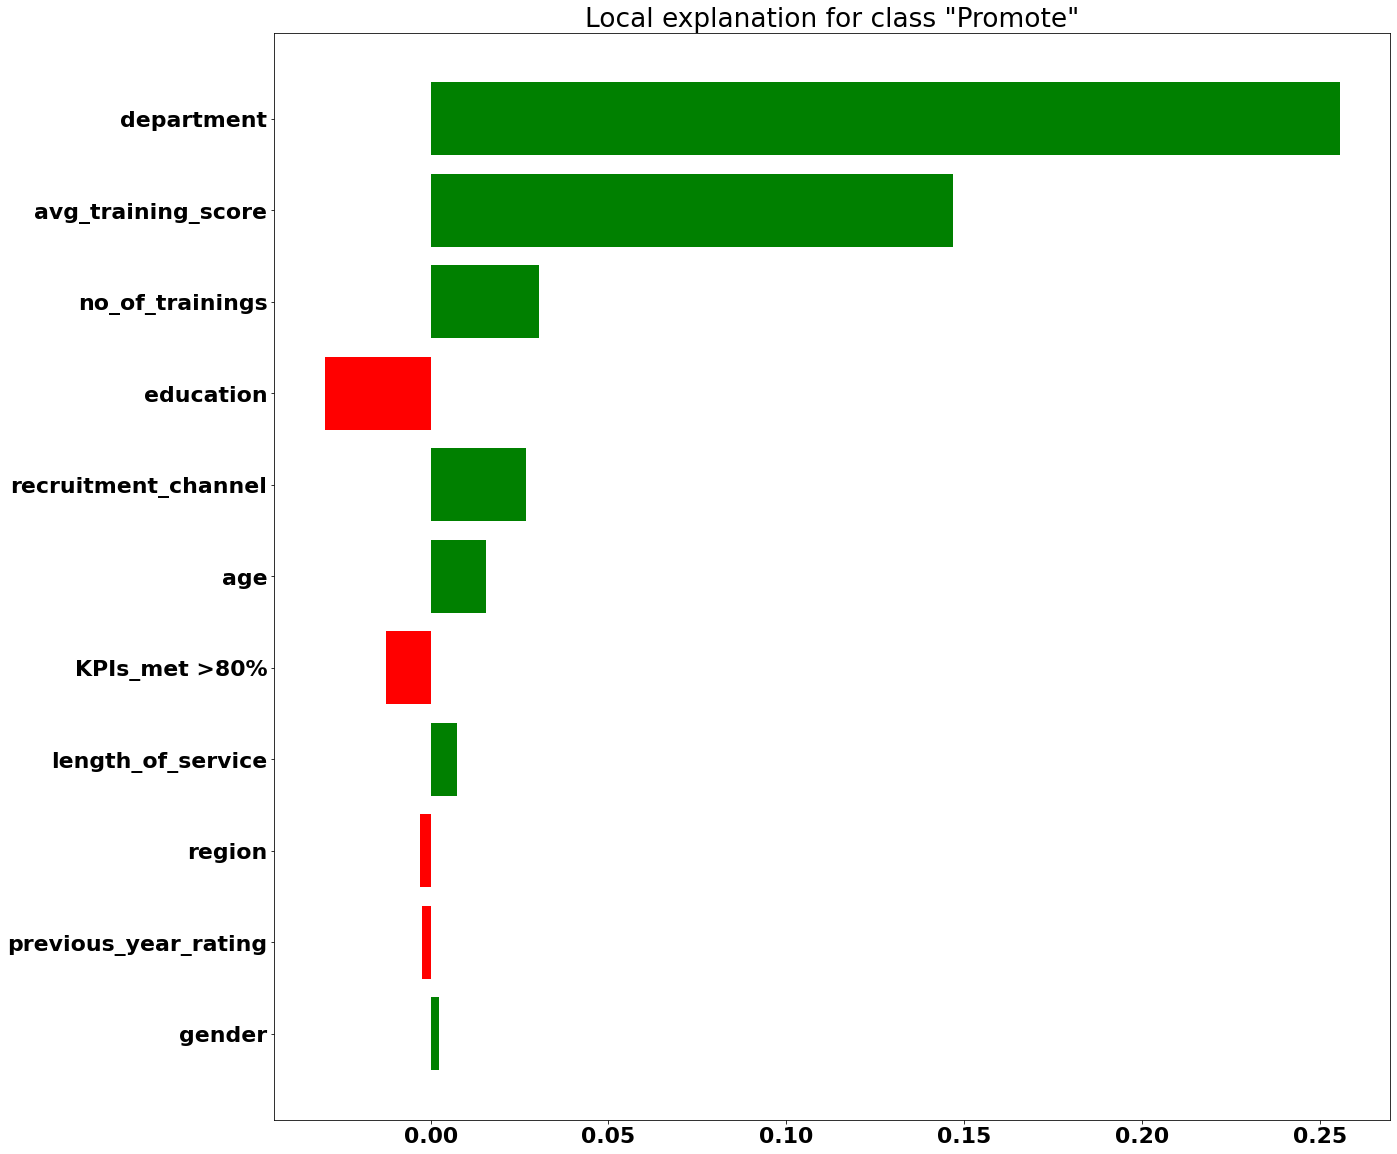 Local explanation for class "Promote"
department
avg_training_score
no_of_trainings
education
recruitment_channel
age
KPIs_met >80%
length_of_service
region
previous_year_rating
gender
0.00 0.05 0.10 0.15 0.20 0.25